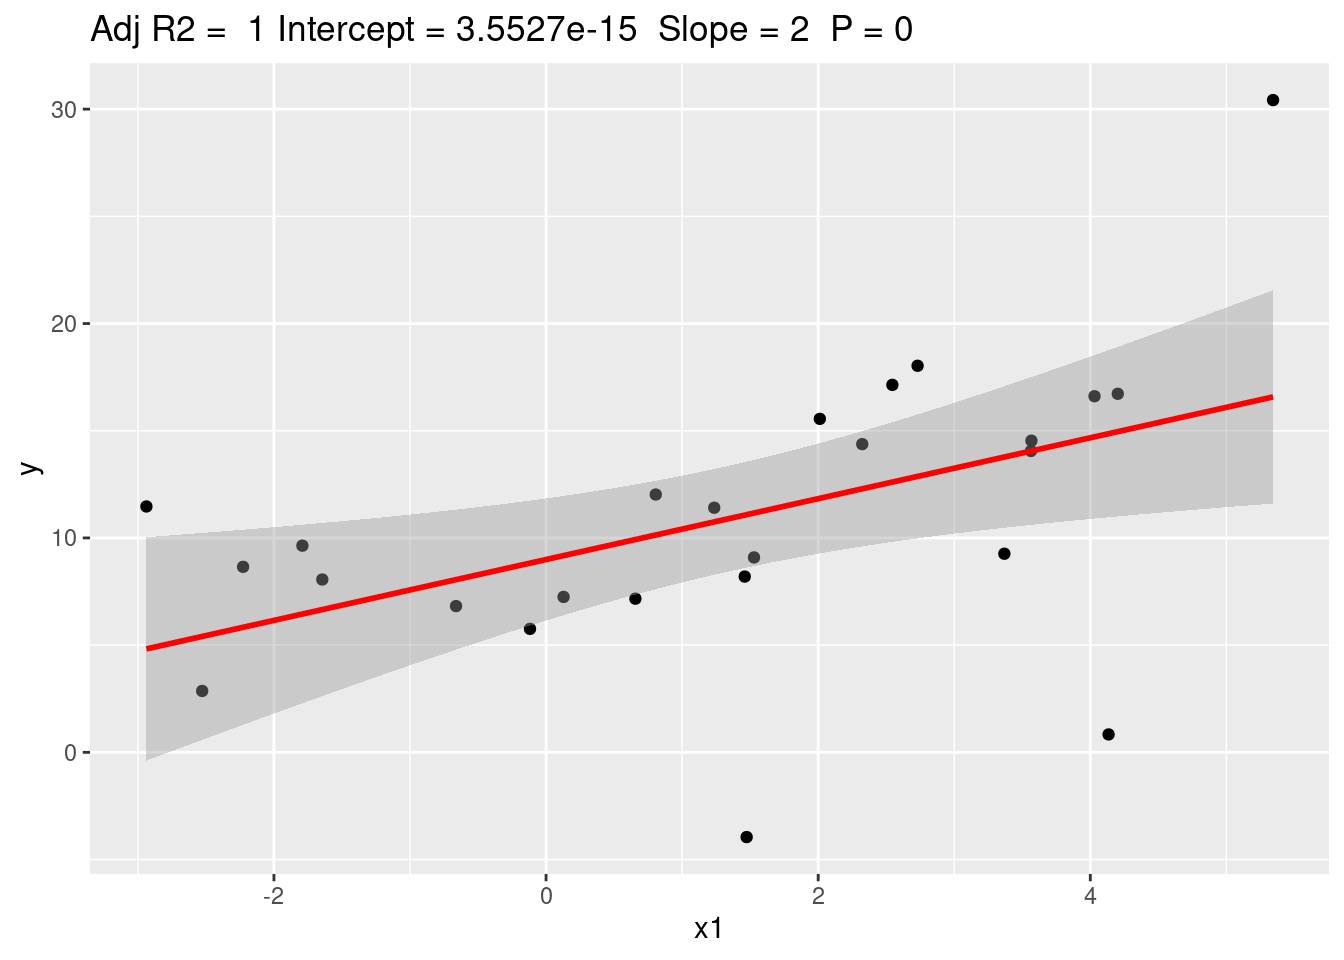 Adj R2 =  1 Intercept = 3.5527e-15  Slope = 2  P = 0
30
20
10
0
y
-2
0
2
4
x1